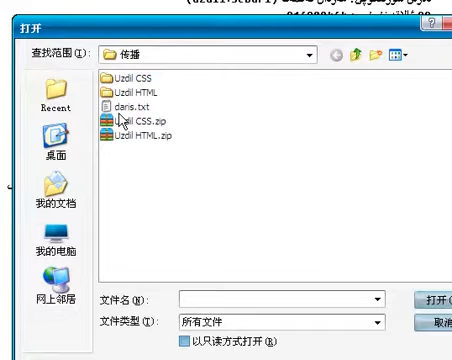 打开
查找范围(I):
传播
Uzdil CSS
Uzdil HTML
daris.txt
Uzdil CSS.zip
Uzdil HTML.zip
Recent
桌面
我的文档
我的电脑
网上邻居
文件名(N):
打开(
文件类型(T):
所有文件
取消
以只读方式打开(R)